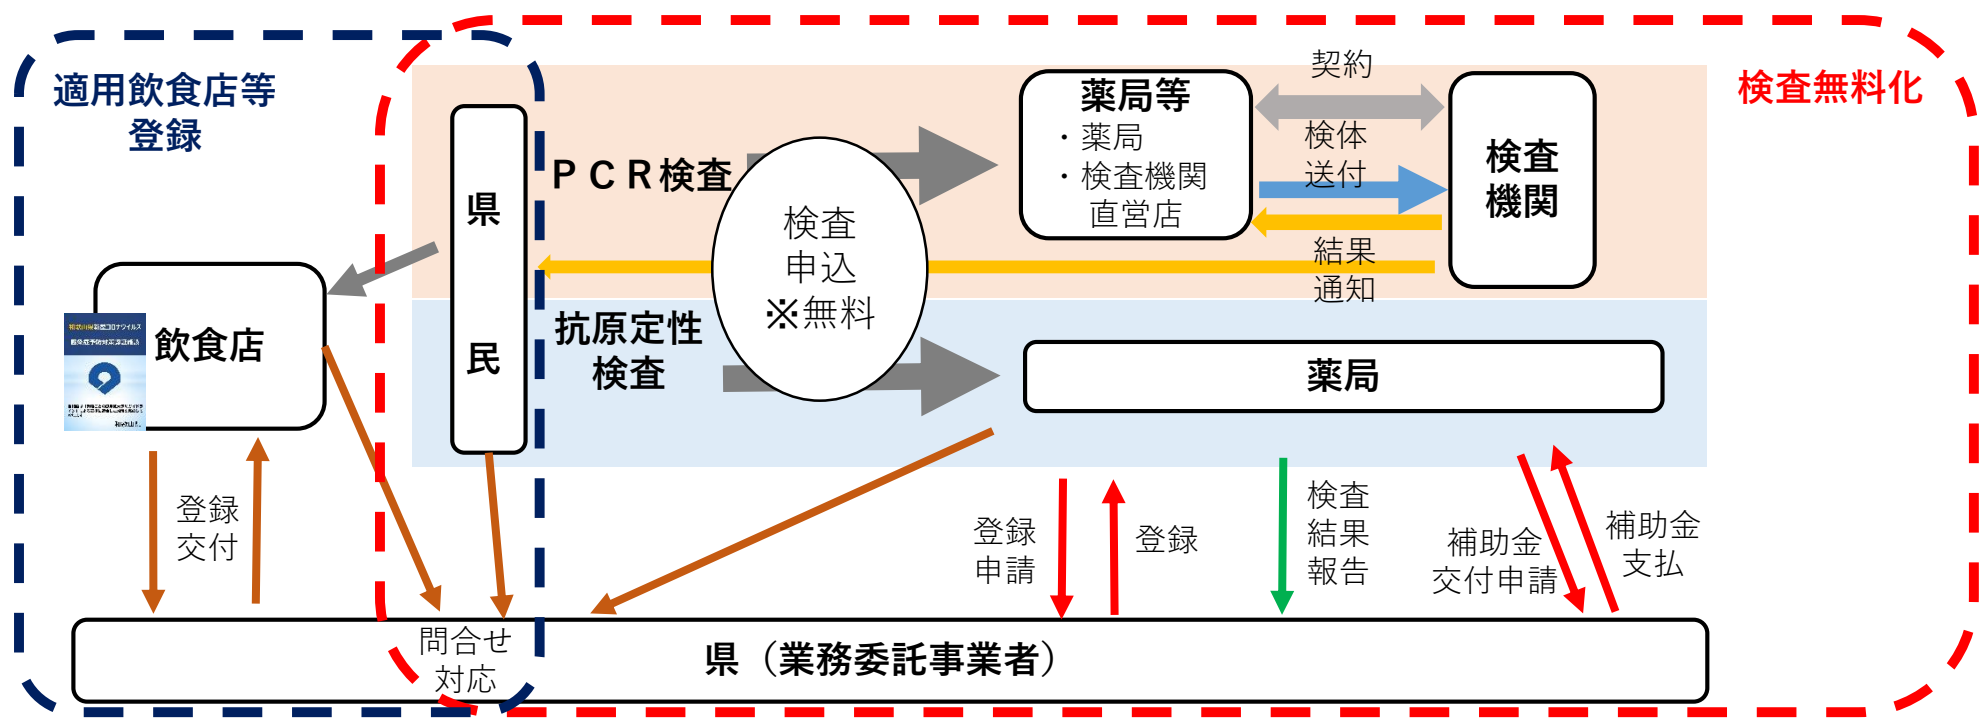 適用飲食店等
登録
検査無料化
県
民
ＰＣＲ検査
検査
申込
※無料
薬局等
・薬局
・検査機関
直営店
契約
検体
送付
結果
通知
検査
機関
抗原定性
検査
薬局
飲食店
登録
交付
問合せ
対応
登録
申請
登録
検査
結果
報告
補助金
交付申請
補助金
支払
県（業務委託事業者）